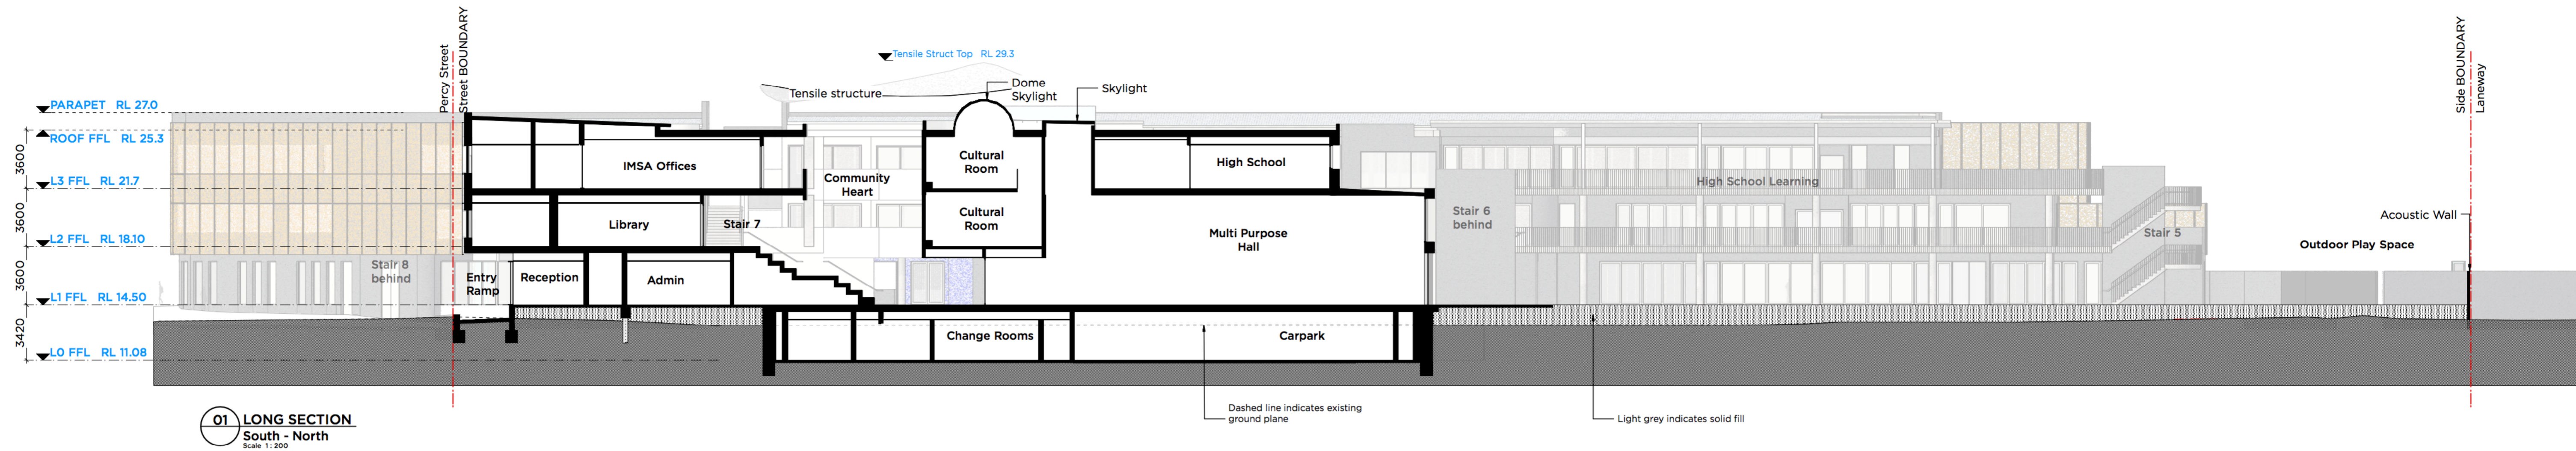 Percy Street
Street BOUNDARY
Side BOUNDARY
Laneway
Tensile Struct Top RL 29.3
Tensile structure
Dome
Skylight
Skylight
PARAPET RL 27.0
ROOF FFL RL 25.3
3600
L3 FFL RL 21.7
3600
L2 FFL RL 18.10
3600
L1 FFL RL 14.50
3420
L0 FFL RL 11.08
IMSA Offices
Community
Heart
Cultural
Room
High School
High School Learning
Library
Stair 7
Cultural
Room
Multi Purpose
Hall
Stair 6
behind
Stair 5
Acoustic Wall
Outdoor Play Space
Stair 8
behind
Entry
Ramp
Reception
Admin
Change Rooms
Carpark
Dashed line indicates existing
ground plane
Light grey indicates solid fill
01 LONG SECTION
South - North
Scale 1 : 200